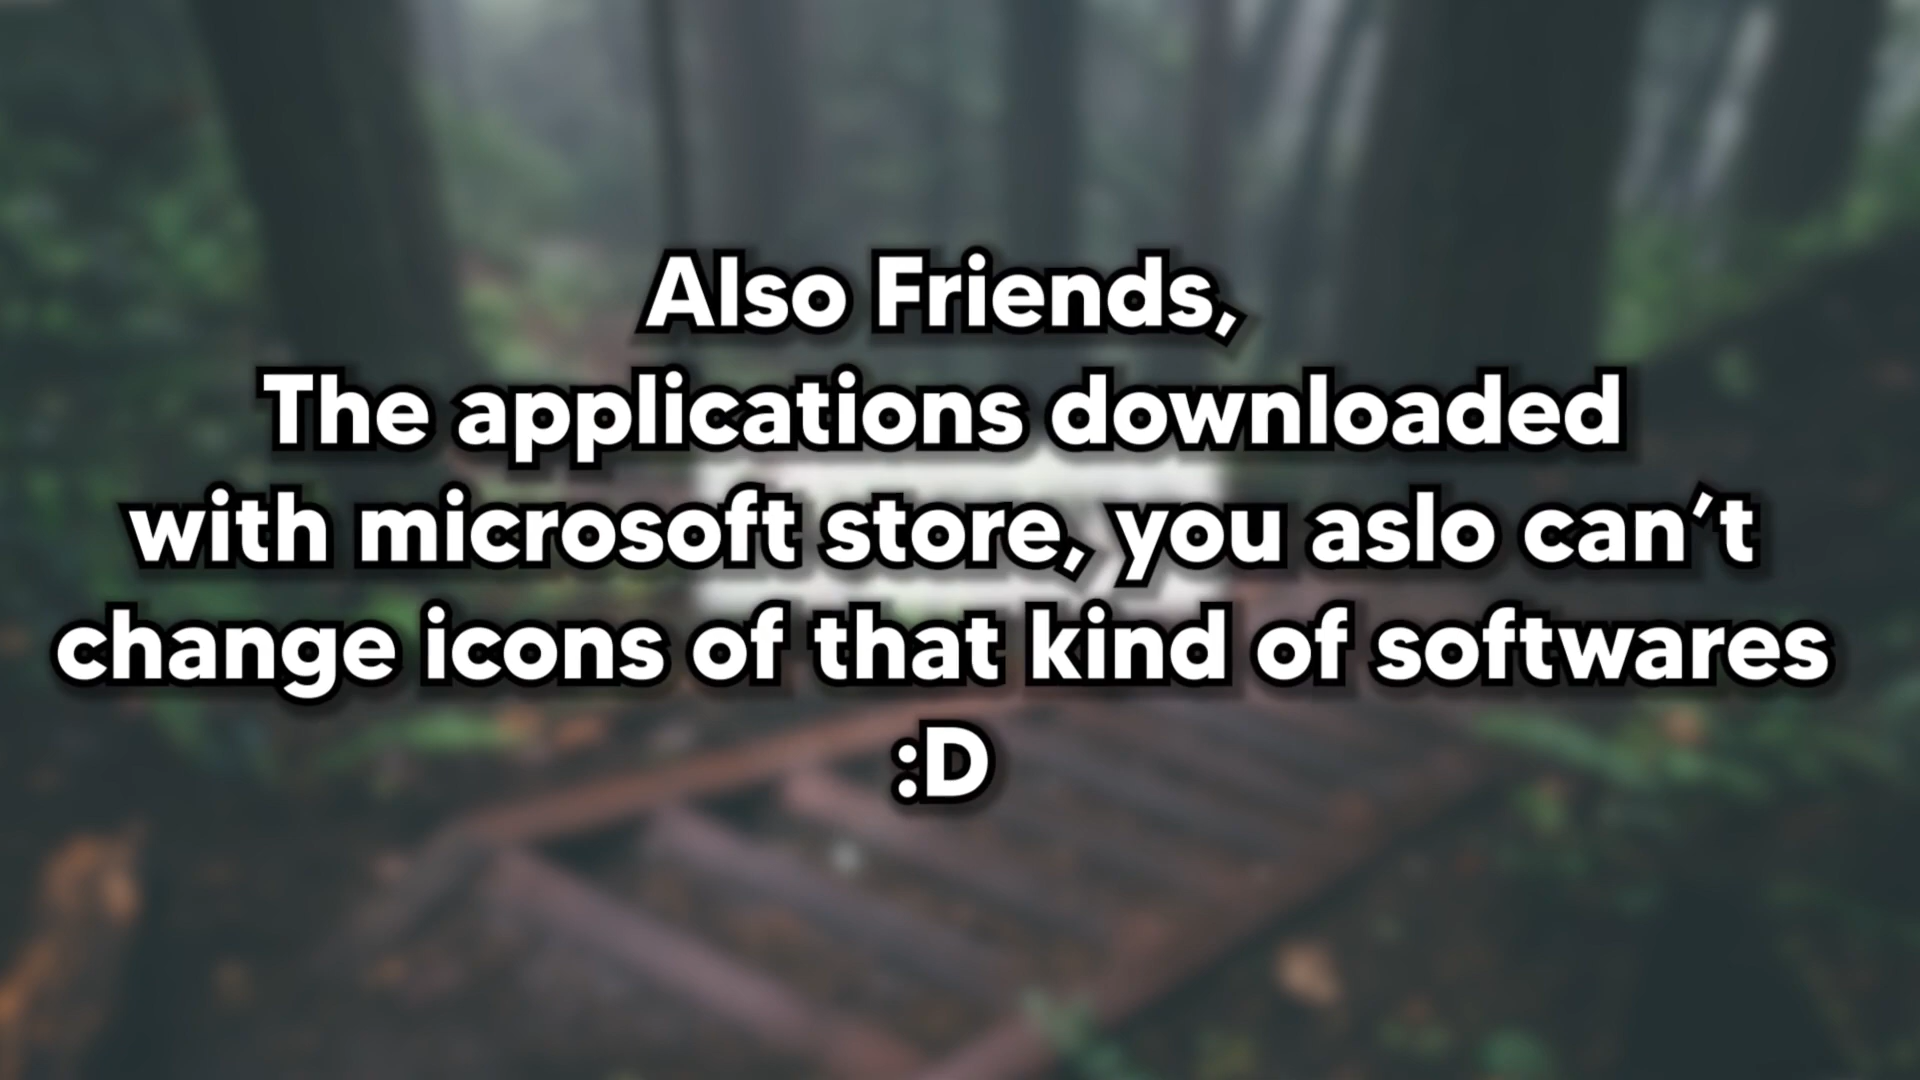 Also Friends,
The applications downloaded
with microsoft store, you aslo can’t
change icons of that kind of softwares
:D